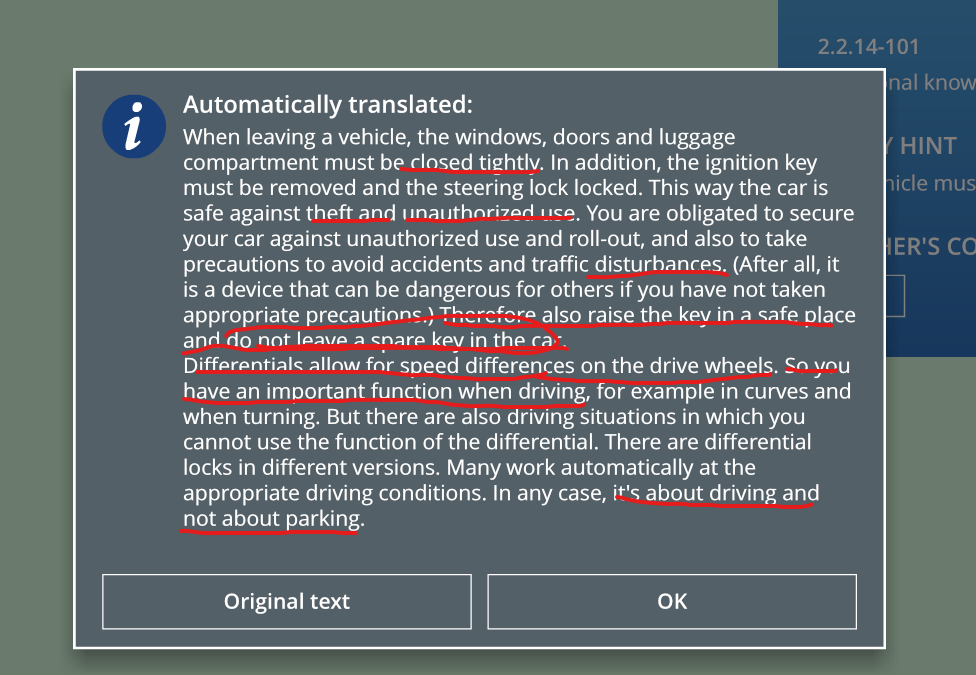 2.2.14-101
onal know
Y HINT
hicle mus
HER'S CO
i
Automatically translated:
When leaving a vehicle, the windows, doors and luggage
compartment must be closed tightly. In addition, the ignition key
must be removed and the steering lock locked. This way the car is
safe against theft and unauthorized use. You are obligated to secure
your car against unauthorized use and roll-out, and also to take
precautions to avoid accidents and traffic disturbances. (After all, it
is a device that can be dangerous for others if you have not taken
appropriate precautions.) Therefore also raise the key in a safe place
and do not leave a spare key in the car.
Differentials allow for speed differences on the drive wheels. So you
have an important function when driving, for example in curves and
when turning. But there are also driving situations in which you
cannot use the function of the differential. There are differential
locks in different versions. Many work automatically at the
appropriate driving conditions. In any case, it's about driving and
not about parking.
Original text
OK